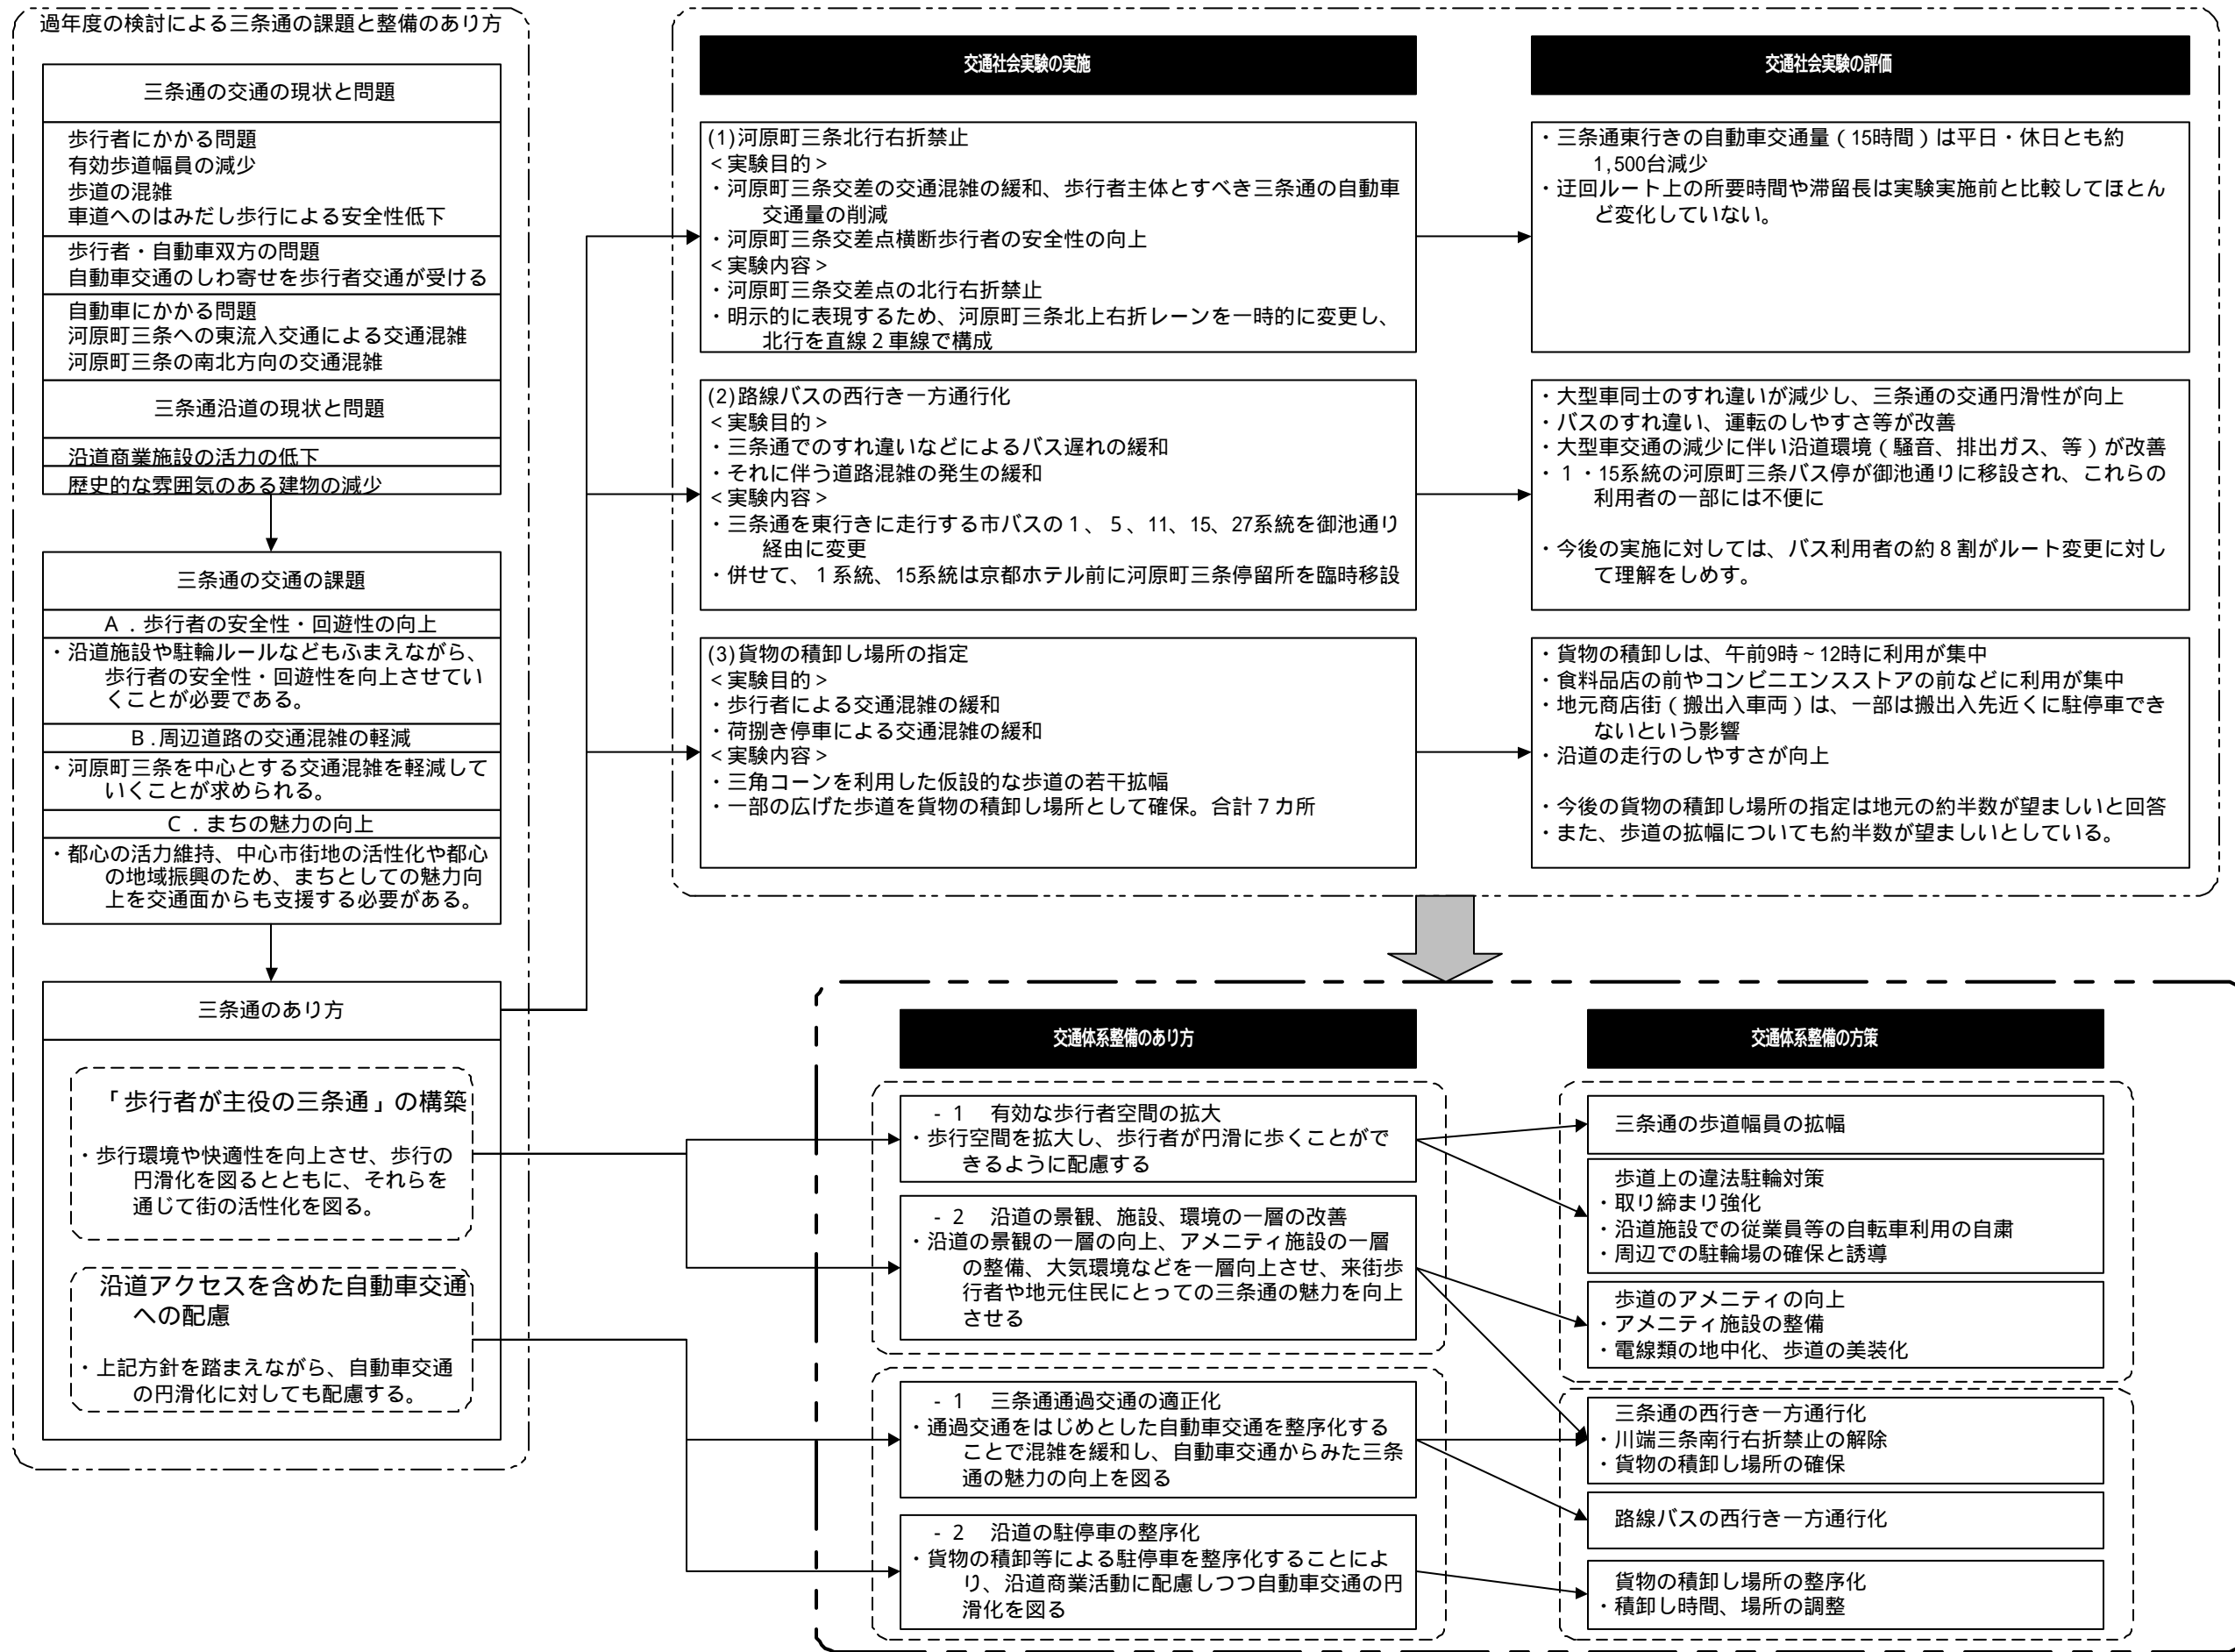 過年度の検討による三条通の課題と整備のあり方
三条通の交通の現状と問題
歩行者にかかる問題
有効歩道幅員の減少
歩道の混雑
車道へのはみだし歩行による安全性低下
歩行者・自動車双方の問題
自動車交通のしわ寄せを歩行者交通が受ける
自動車にかかる問題
河原町三条への東流入交通による交通混雑
河原町三条の南北方向の交通混雑
三条通沿道の現状と問題
沿道商業施設の活力の低下
歴史的な雰囲気のある建物の減少
三条通の交通の課題
A．歩行者の安全性・回遊性の向上
・沿道施設や駐輪ルールなどもふまえながら、
歩行者の安全性・回遊性を向上させてい
くことが必要である。
B.周辺道路の交通混雑の軽減
・河原町三条を中心とする交通混雑を軽減して
いくことが求められる。
C．まちの魅力の向上
・都心の活力維持、中心市街地の活性化や都心
の地域振興のため、まちとしての魅力向
上を交通面からも支援する必要がある。
三条通のあり方
「歩行者が主役の三条通」の構築
・歩行環境や快適性を向上させ、歩行の
円滑化を図るとともに、それらを
通じて街の活性化を図る。
沿道アクセスを含めた自動車交通
への配慮
・上記方針を踏まえながら、自動車交通
の円滑化に対しても配慮する。
交通社会実験の実施
(1)河原町三条北行右折禁止
＜実験目的＞
・河原町三条交差の交通混雑の緩和、歩行者主体とすべき三条通の自動車
交通量の削減
・河原町三条交差点横断歩行者の安全性の向上
＜実験内容＞
・河原町三条交差点の北行右折禁止
・明示的に表現するため、河原町三条北上右折レーンを一時的に変更し、
北行を直線２車線で構成
(2)路線バスの西行き一方通行化
＜実験目的＞
・三条通でのすれ違いなどによるバス遅れの緩和
・それに伴う道路混雑の発生の緩和
＜実験内容＞
・三条通を東行きに走行する市バスの１、５、11、15、27系統を御池通り
経由に変更
・併せて、１系統、15系統は京都ホテル前に河原町三条停留所を臨時移設
(3)貨物の積卸し場所の指定
＜実験目的＞
・歩行者による交通混雑の緩和
・荷捌き停車による交通混雑の緩和
＜実験内容＞
・三角コーンを利用した仮設的な歩道の若干拡幅
・一部の広げた歩道を貨物の積卸し場所として確保。合計７カ所
交通社会実験の評価
・三条通東行きの自動車交通量（15時間）は平日・休日とも約
1,500台減少
・迂回ルート上の所要時間や滞留長は実験実施前と比較してほとん
ど変化していない。
・大型車同士のすれ違いが減少し、三条通の交通円滑性が向上
・バスのすれ違い、運転のしやすさ等が改善
・大型車交通の減少に伴い沿道環境（騒音、排出ガス、等）が改善
・１・15系統の河原町三条バス停が御池通りに移設され、これらの
利用者の一部には不便に
・今後の実施に対しては、バス利用者の約８割がルート変更に対し
て理解をしめす。
・貨物の積卸しは、午前9時～12時に利用が集中
・食料品店の前やコンビニエンスストアの前などに利用が集中
・地元商店街（搬出入車両）は、一部は搬出入先近くに駐停車でき
ないという影響
・沿道の走行のしやすさが向上
・今後の貨物の積卸し場所の指定は地元の約半数が望ましいと回答
・また、歩道の拡幅についても約半数が望ましいとしている。
交通体系整備のあり方
-１　有効な歩行者空間の拡大
・歩行空間を拡大し、歩行者が円滑に歩くことがで
きるように配慮する
-２　沿道の景観、施設、環境の一層の改善
・沿道の景観の一層の向上、アメニティ施設の一層
の整備、大気環境などを一層向上させ、来街歩
行者や地元住民にとっての三条通の魅力を向上
させる
-１　三条通通過交通の適正化
・通過交通をはじめとした自動車交通を整序化する
ことで混雑を緩和し、自動車交通からみた三条
通の魅力の向上を図る
-２　沿道の駐停車の整序化
・貨物の積卸等による駐停車を整序化することによ
り、沿道商業活動に配慮しつつ自動車交通の円
滑化を図る
交通体系整備の方策
三条通の歩道幅員の拡幅
歩道上の違法駐輪対策
・取り締まり強化
・沿道施設での従業員等の自転車利用の自粛
・周辺での駐輪場の確保と誘導
歩道のアメニティの向上
・アメニティ施設の整備
・電線類の地中化、歩道の美装化
三条通の西行き一方通行化
・川端三条南行右折禁止の解除
・貨物の積卸し場所の確保
路線バスの西行き一方通行化
貨物の積卸し場所の整序化
・積卸し時間、場所の調整